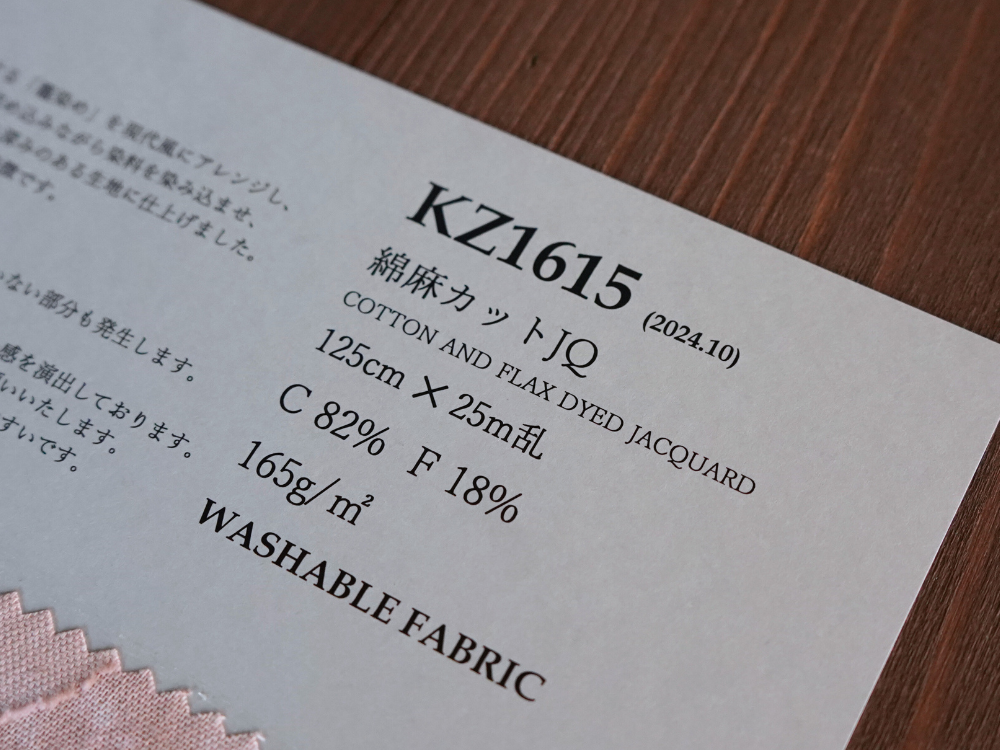 る「藍染め」を現代風にアレンジし、
め込みながら染料を染み込ませ、
深みのある生地に仕上げました。
徴です。
ない部分も発生します。
感を演出しております。
いいたします。
すいです。
KZ1615 (2024.10)
綿麻カットJQ
COTTON AND FLAX DYED JACQUARD
125cm × 25m乱
C 82% F 18%
165g/㎡
WASHABLE FABRIC